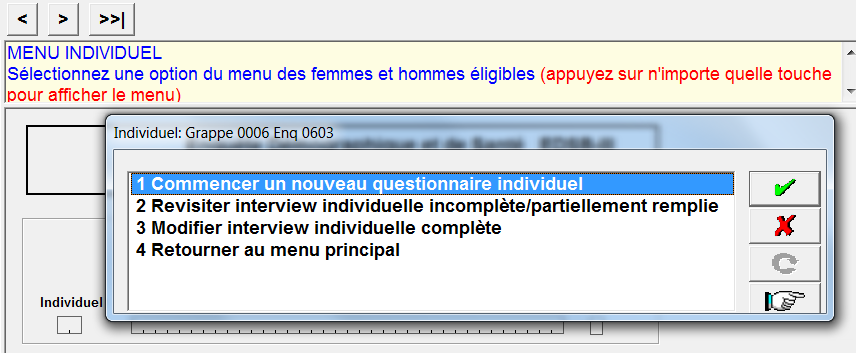 < > >>|
MENU INDIVIDUEL
Sélectionnez une option du menu des femmes et hommes éligibles (appuyez sur n'importe quelle touche
pour afficher le menu)
Individuel: Grappe 0006 Enq 0603
1 Commencer un nouveau questionnaire individuel
2 Revisiter interview individuelle incomplète/partiellement remplie
3 Modifier interview individuelle complète
4 Retourner au menu principal
Individuel